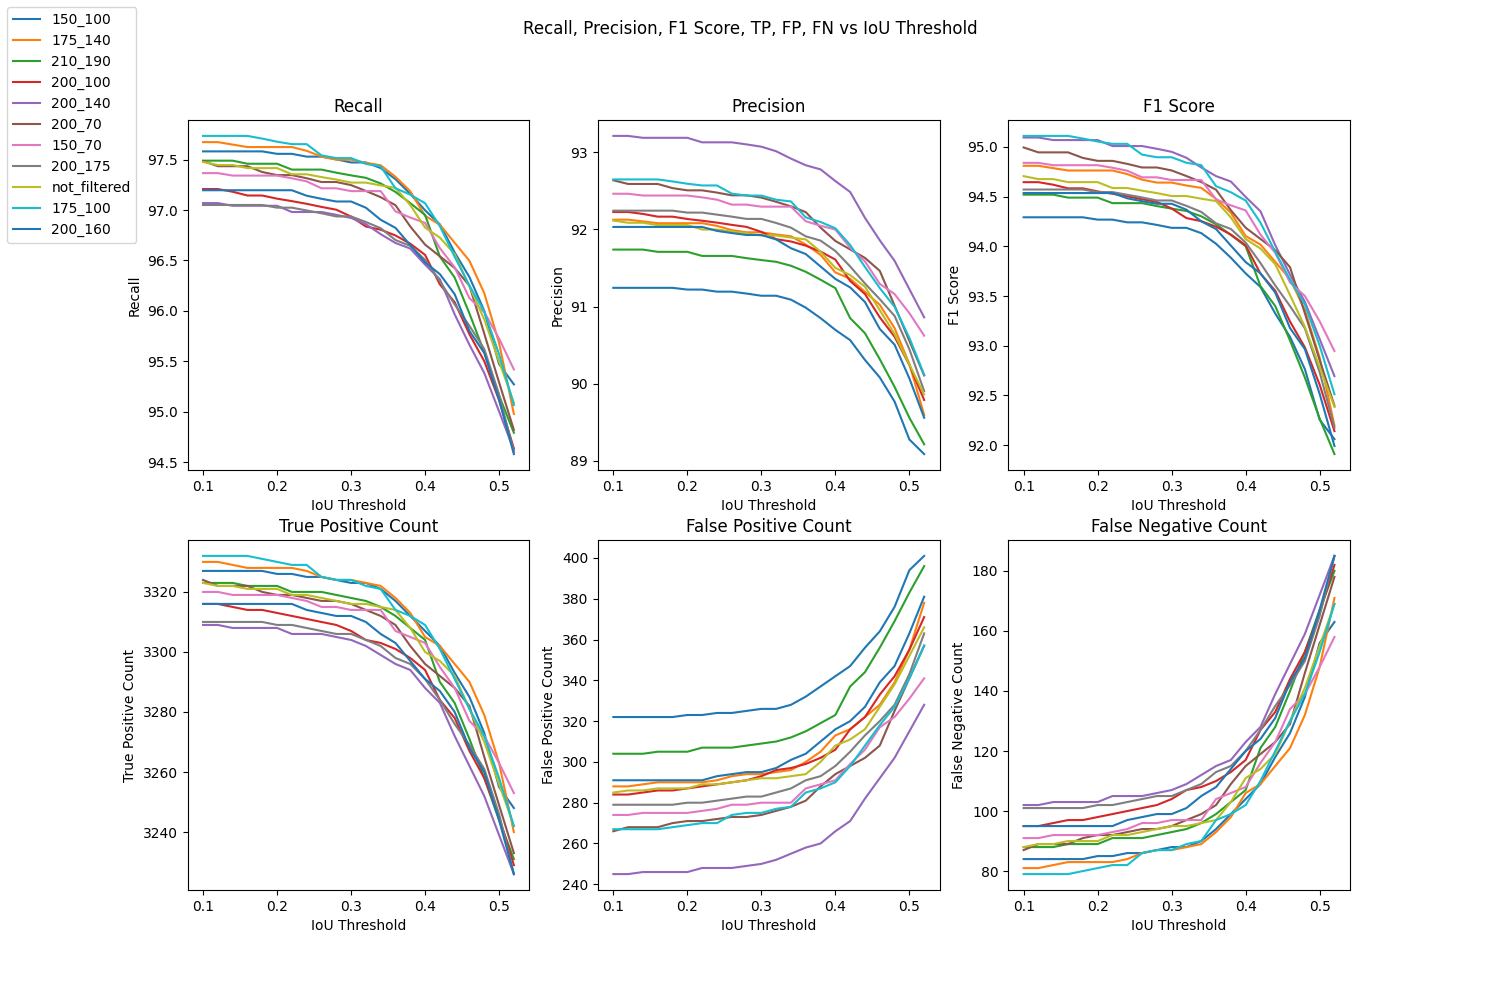 Recall, Precision, F1 Score, TP, FP, FN vs IoU Threshold
150_100
175_140
210_190
200_100
200_140
200_70
150_70
200_175
not_filtered
175_100
200_160
Recall
97.5
97.0
96.5
96.0
95.5
95.0
94.5
Recall
0.1 0.2 0.3 0.4 0.5
IoU Threshold
Precision
93
92
91
90
89
Precision
0.1 0.2 0.3 0.4 0.5
IoU Threshold
F1 Score
95.0
94.5
94.0
93.5
93.0
92.5
92.0
F1 Score
0.1 0.2 0.3 0.4 0.5
IoU Threshold
True Positive Count
3320
3300
3280
3260
3240
True Positive Count
0.1 0.2 0.3 0.4 0.5
IoU Threshold
False Positive Count
400
380
360
340
320
300
280
260
240
False Positive Count
0.1 0.2 0.3 0.4 0.5
IoU Threshold
False Negative Count
180
160
140
120
100
80
False Negative Count
0.1 0.2 0.3 0.4 0.5
IoU Threshold